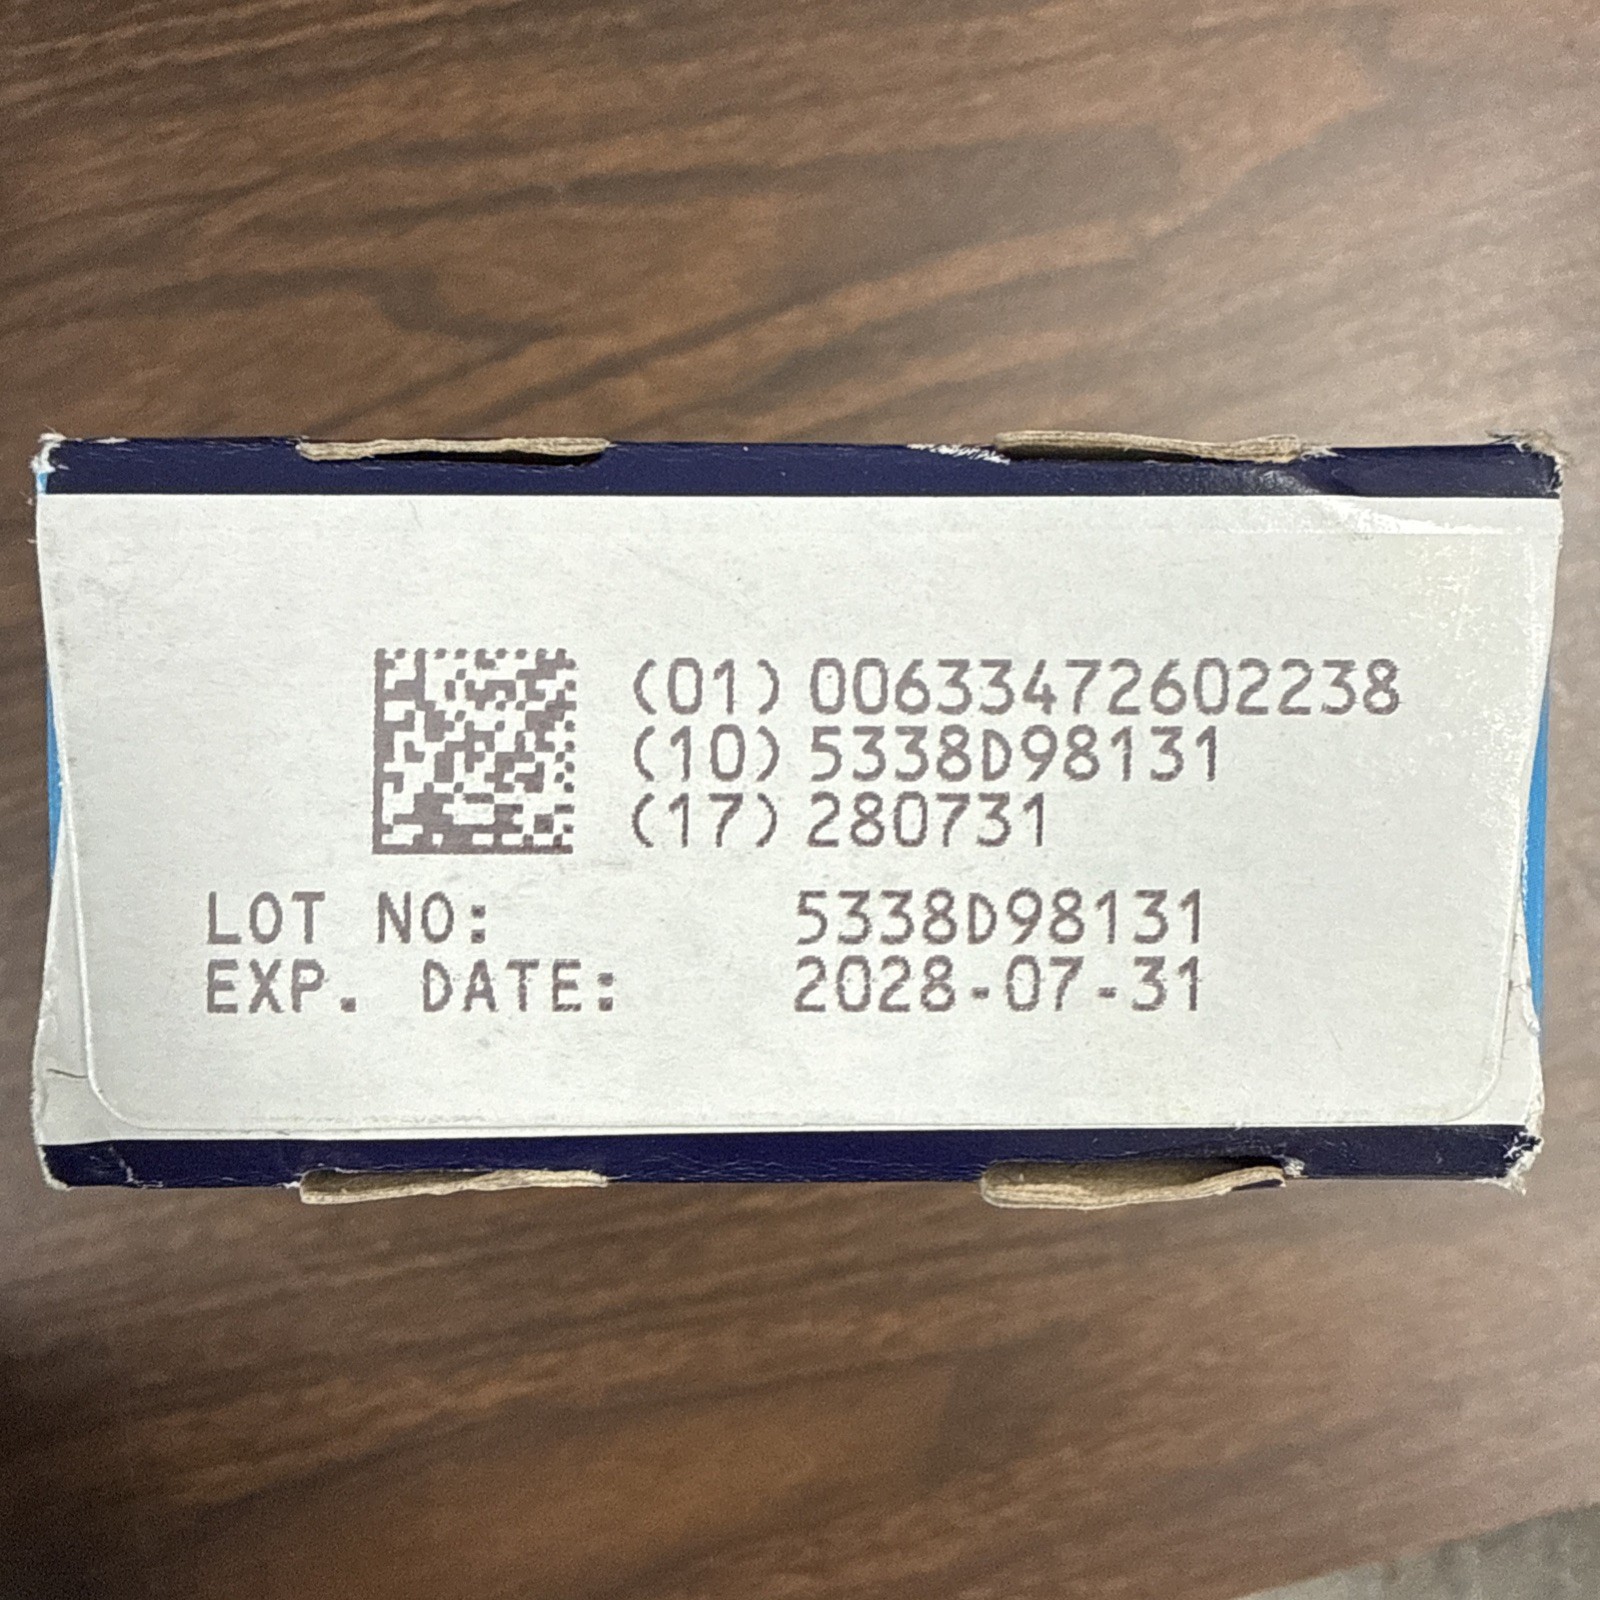 (01) 00633472602238
(10) 5338D98131
(17) 280731
LOT NO: 5338D98131
EXP. DATE: 2028-07-31